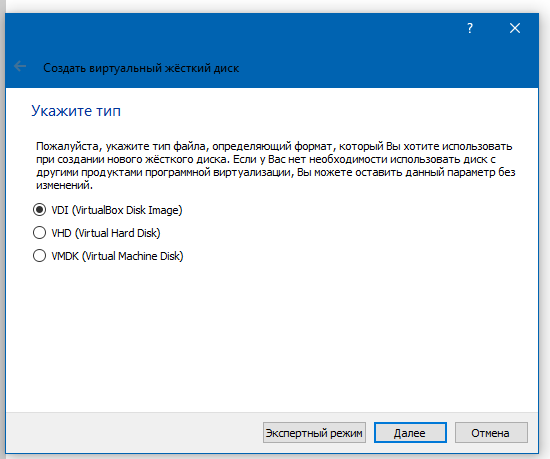 ?
Создать виртуальный жёсткий диск
Укажите тип
Пожалуйста, укажите тип файла, определяющий формат, который Вы хотите использовать
при создании нового жёсткого диска. Если у Вас нет необходимости использовать диск с
другими продуктами программной виртуализации, Вы можете оставить данный параметр без
изменений.
VDI (VirtualBox Disk Image)
VHD (Virtual Hard Disk)
VMDK (Virtual Machine Disk)
Экспертный режим Далее Отмена